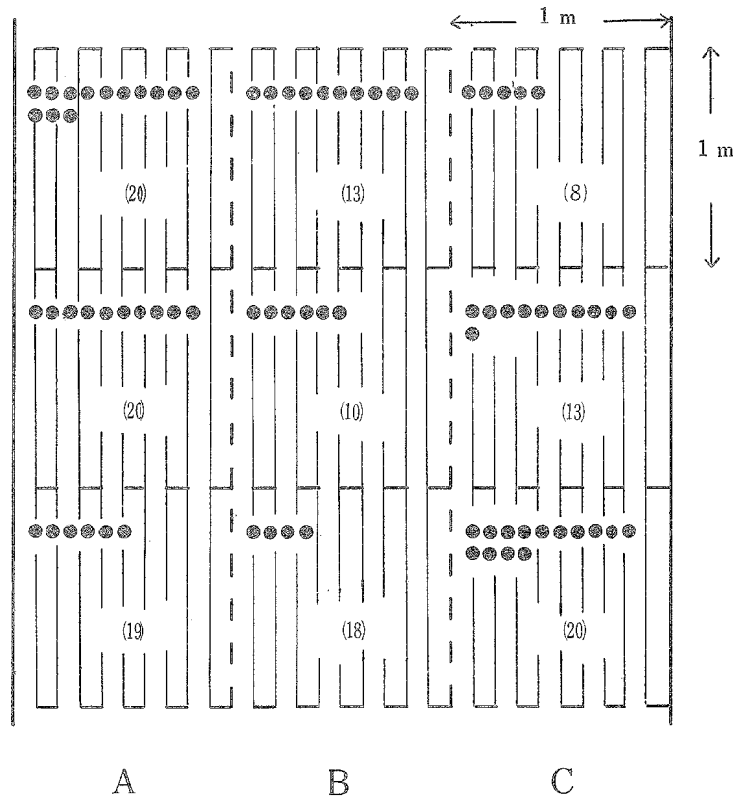 1 m
1 m
(20) (13) (8)
(20) (10) (13)
(19) (18) (20)
A B C